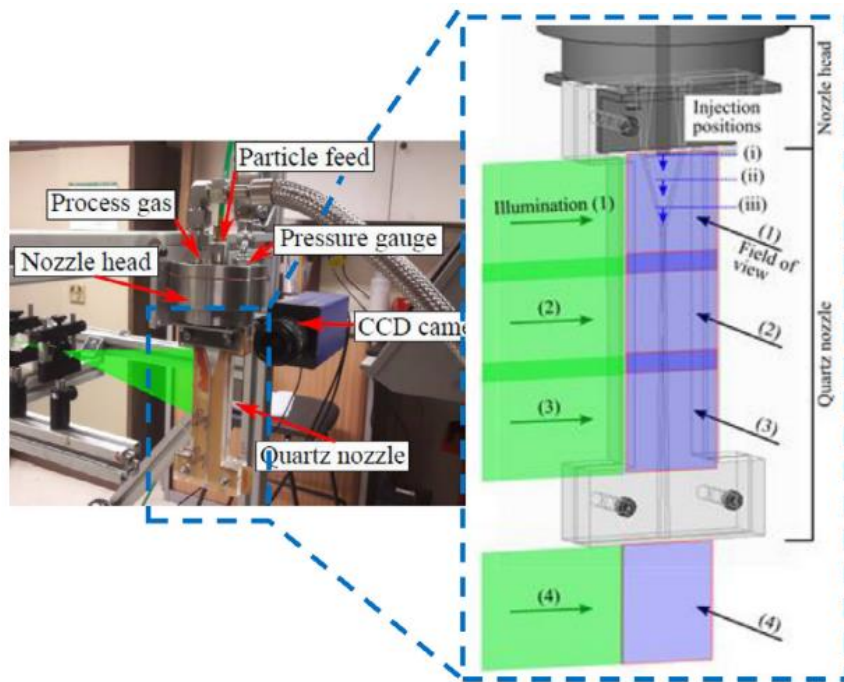 Particle feed
Process gas
Pressure gauge
Nozzle head
CCD came
Quartz nozzle
Nozzle head
Injection
positions
(i)
(ii)
(iii)
Illumination (1)
(1)
Field of
view
(2)
(2)
(3)
(3)
Quartz nozzle
(4)
(4)